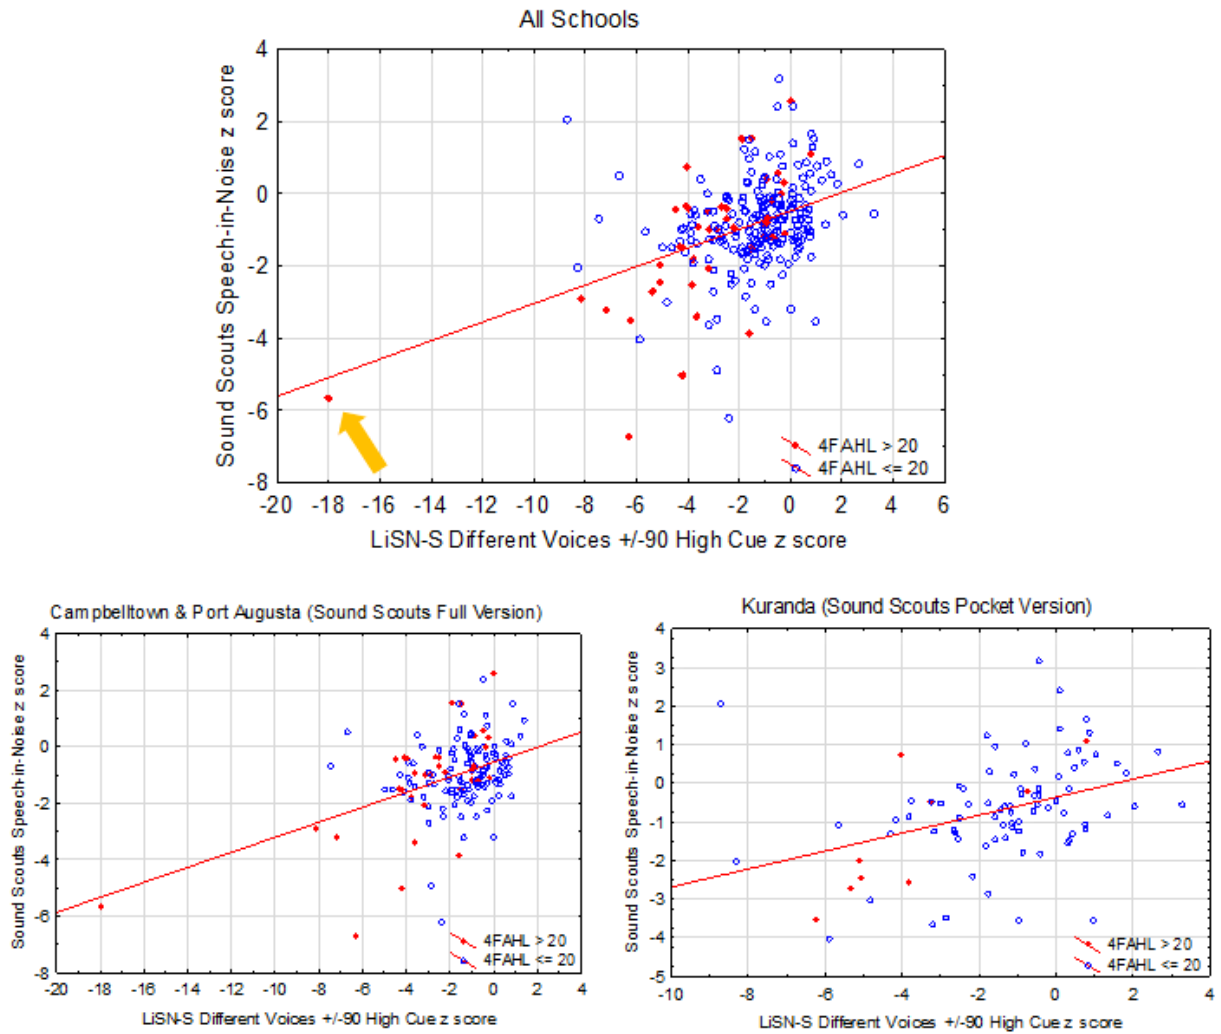 All Schools
Sound Scouts Speech-in-Noise z score
4
2
0
-2
-4
-6
-8
4FAHL > 20
4FAHL <= 20
-20 -18 -16 -14 -12 -10 -8 -6 -4 -2 0 2 4 6
LiSN-S Different Voices +/-90 High Cue z score
Campbelltown & Port Augusta (Sound Scouts Full Version)
Sound Scouts Speech-in-Noise z score
4
2
0
-2
-4
-6
-8
4FAHL > 20
4FAHL <= 20
-20 -18 -16 -14 -12 -10 -8 -6 -4 -2 0 2 4
LiSN-S Different Voices +/-90 High Cue z score
Kuranda (Sound Scouts Pocket Version)
Sound Scouts Speech-in-Noise z score
4
3
2
1
0
-1
-2
-3
-4
-5
4FAHL > 20
4FAHL <= 20
-10 -8 -6 -4 -2 0 2 4
LiSN-S Different Voices +/-90 High Cue z score